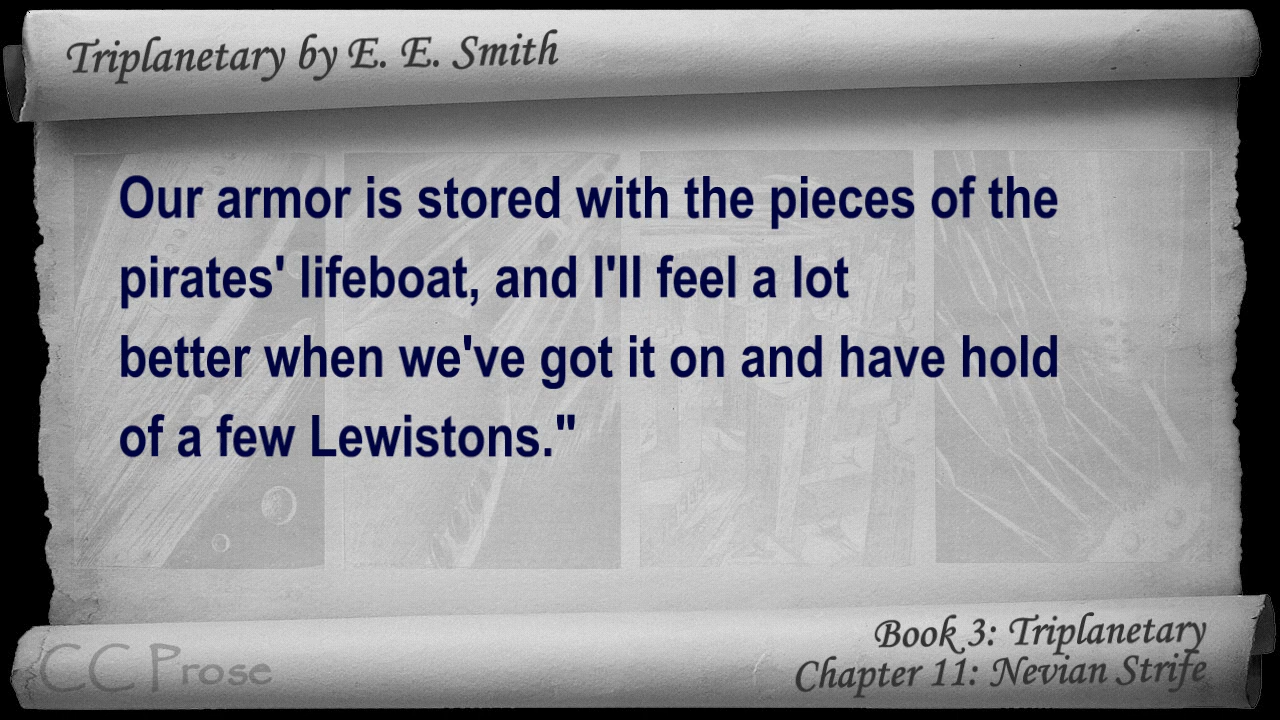 Triplanetary by E. E. Smith
Our armor is stored with the pieces of the
pirates' lifeboat, and I'll feel a lot
better when we've got it on and have hold
of a few Lewistons."
Book 3: Triplanetary
Chapter 11: Nevian Strife
CC Prose